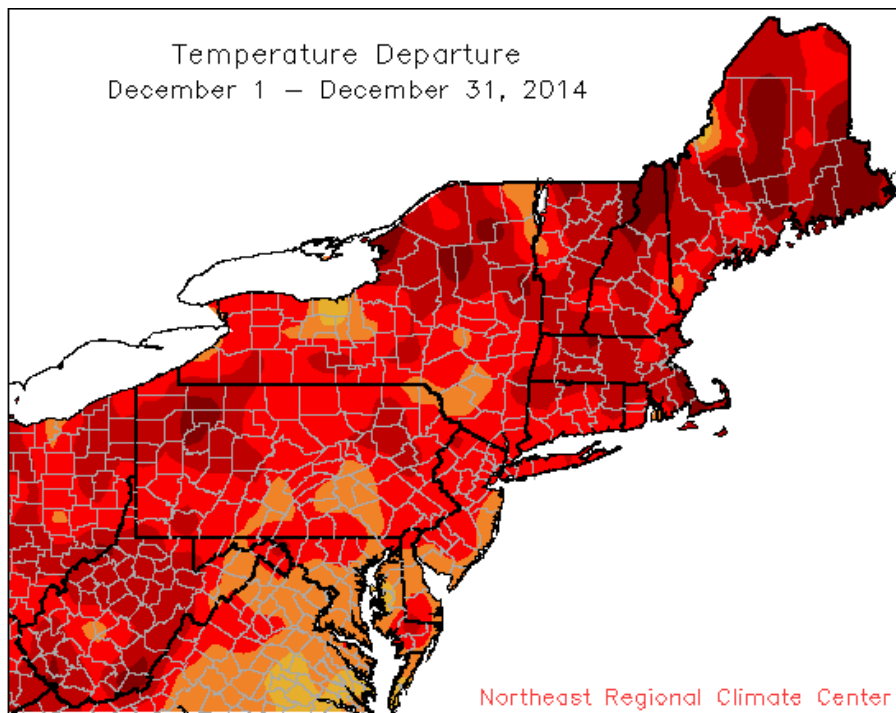 Temperature Departure
December 1 – December 31, 2014
Northeast Regional Climate Center